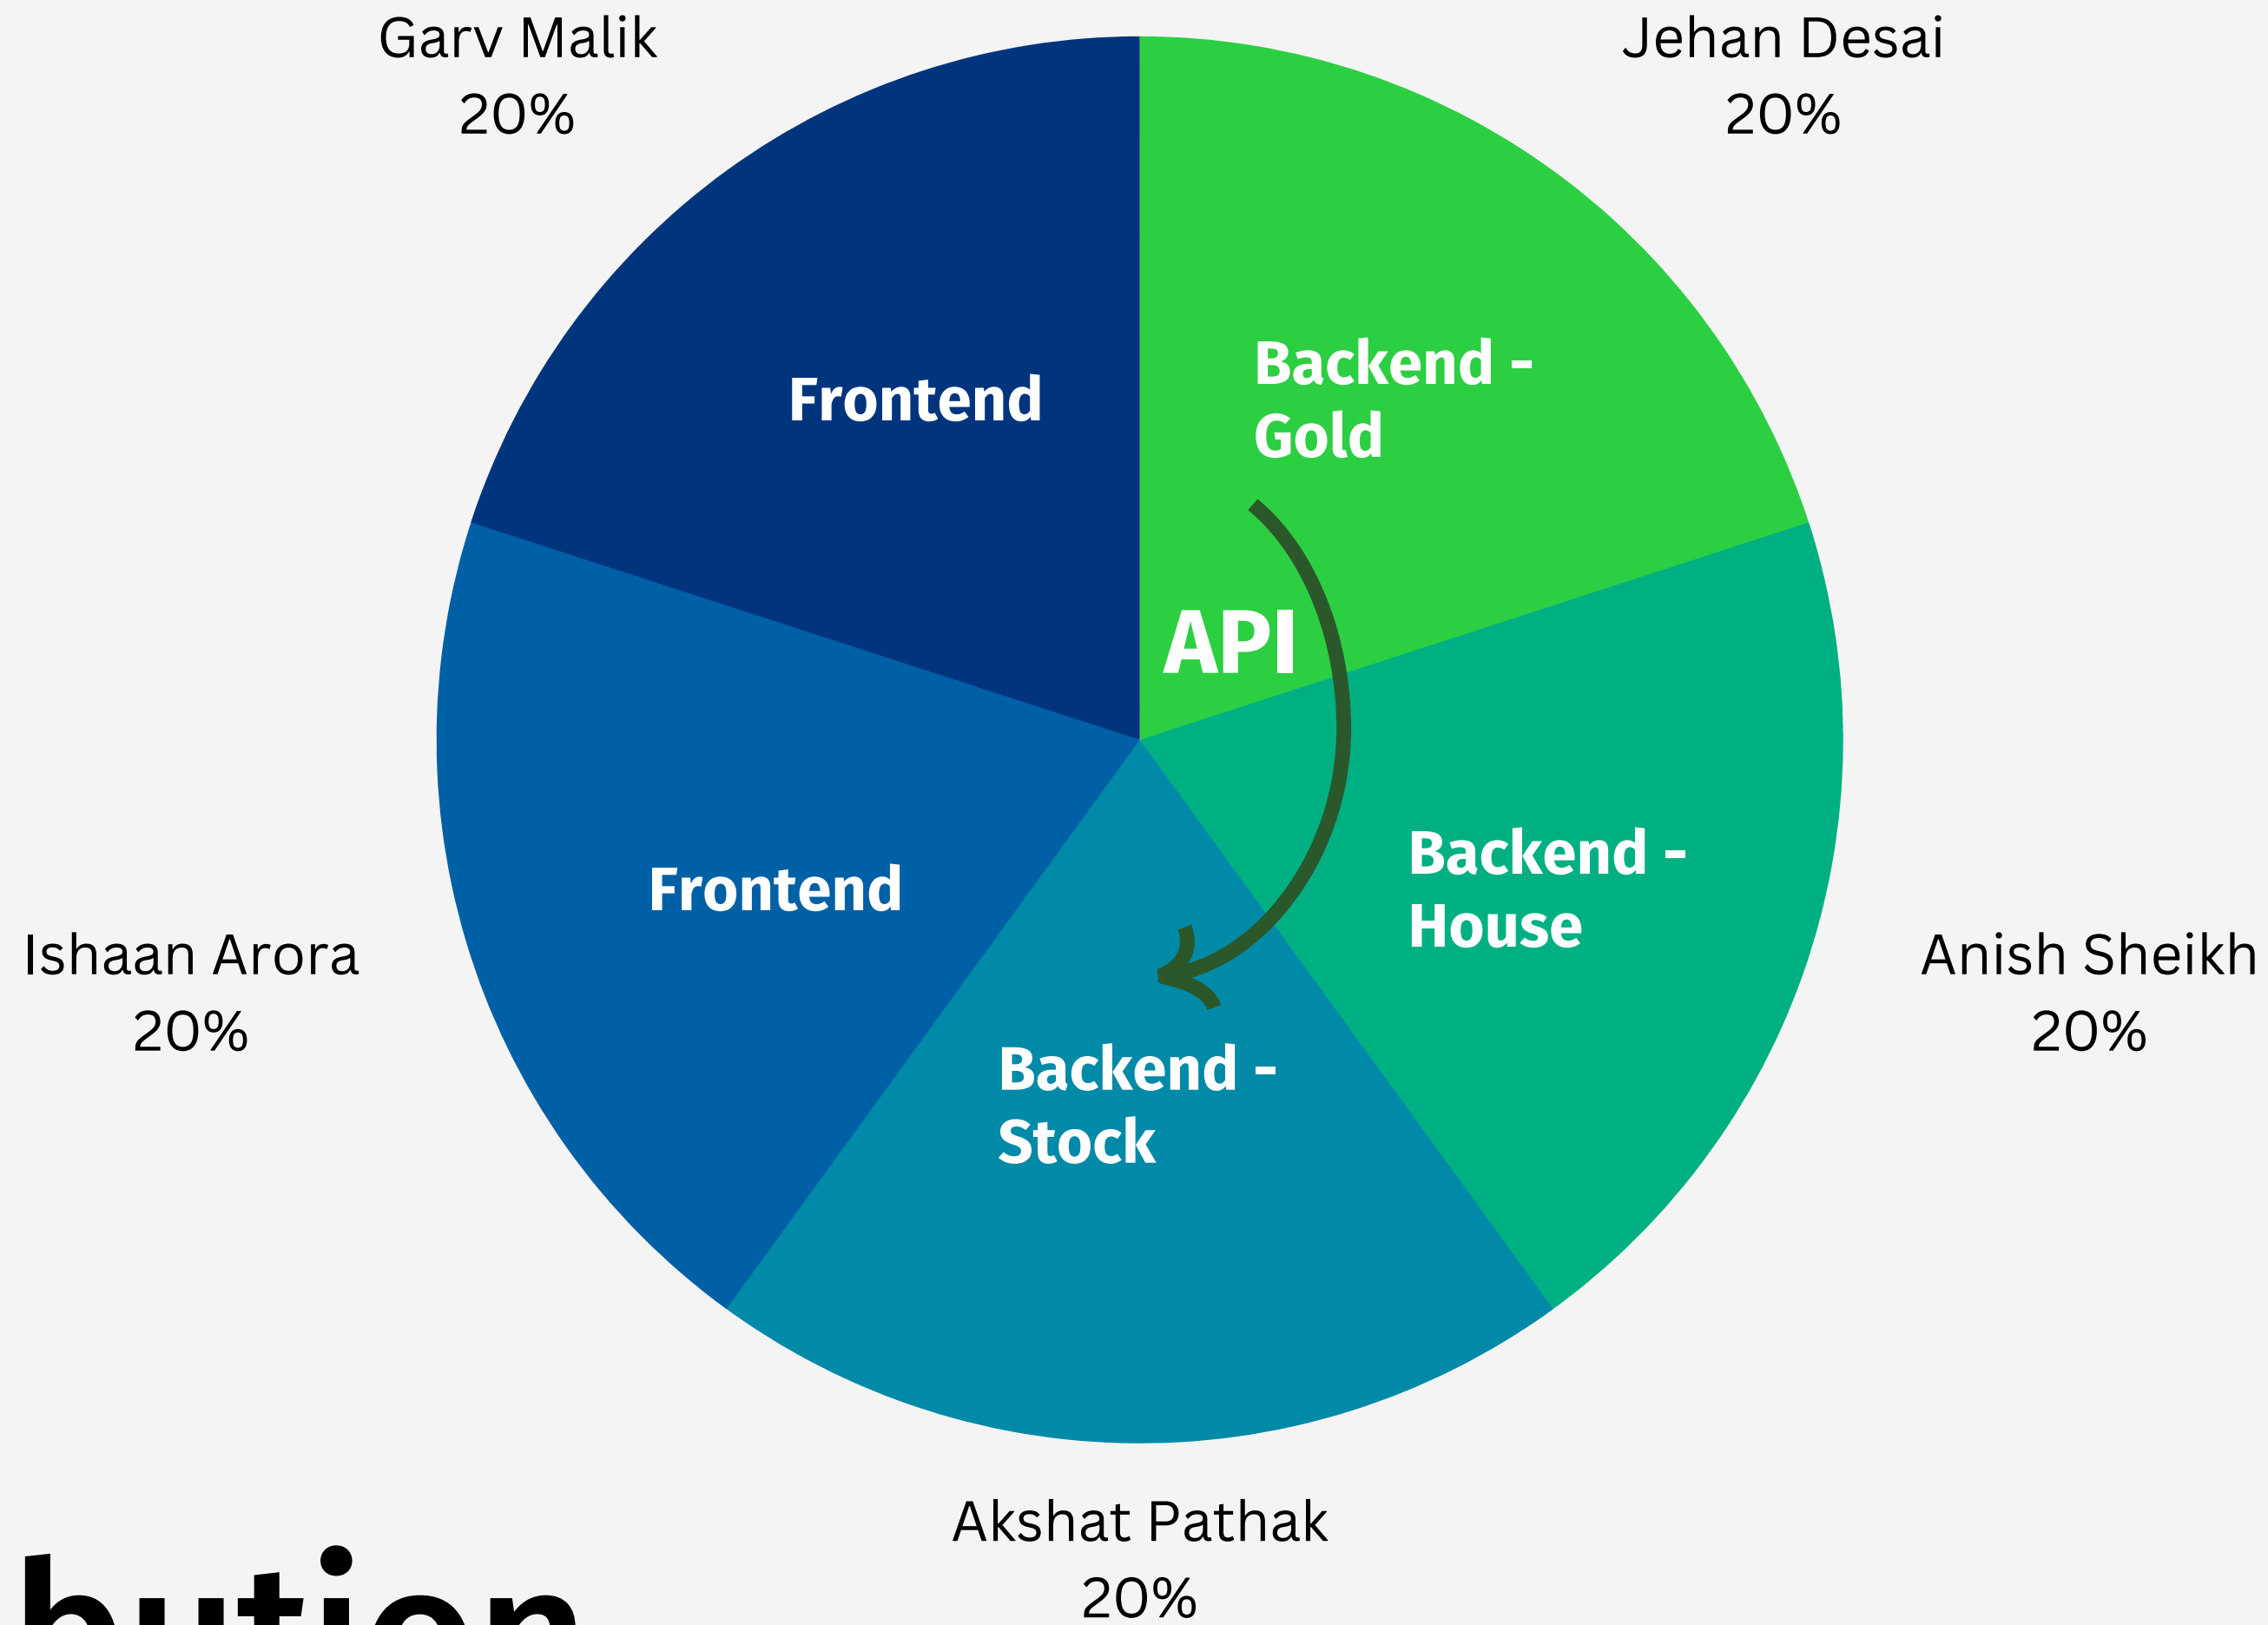 Garv Malik
20%
Jehan Desai
20%
Frontend
Backend -
Gold
API
Frontend
Backend -
House
Ishaan Arora
20%
Anish Sheikh
20%
Backend -
Stock
Akshat Pathak
20%
bution